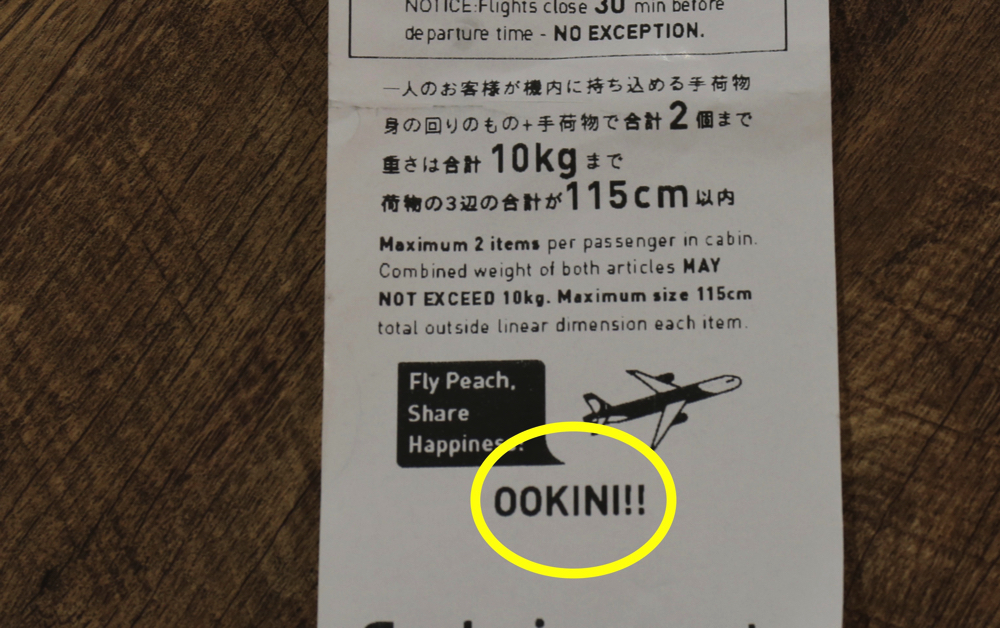 NOTICE:Flights close 30 min before
departure time - NO EXCEPTION.
一人のお客様が機内に持ち込める手荷物
身の回りのもの+手荷物で合計2個まで
重さは合計 10kg まで
荷物の3辺の合計が115cm以内
Maximum 2 items per passenger in cabin.
Combined weight of both articles MAY
NOT EXCEED 10kg. Maximum size 115cm
total outside linear dimension each item.
Fly Peach,
Share
Happiness!
OOKINI!!